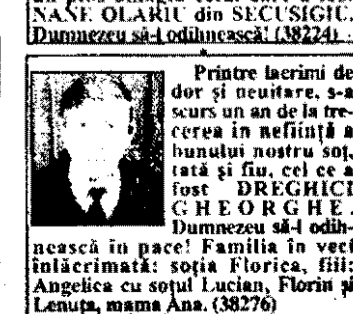 NAȘE OLARIU din SECUSIGIU.
Dumnezeu să-l odihnească! (38224)
Printre lacrimi de
dor și neuitare, s-a
scurs un an de la tre-
cerea în neființă a
bunului nostru soț,
tată și fiu, cel ce a
fost DREGHICI
GHEORGHE.
Dumnezeu să-l odih-
nească în pace! Familia în veci
înlăcrimată: soția Florica, fiii:
Angelica cu soțul Lucian, Florin și
Lenuța, mama Ana. (38276)